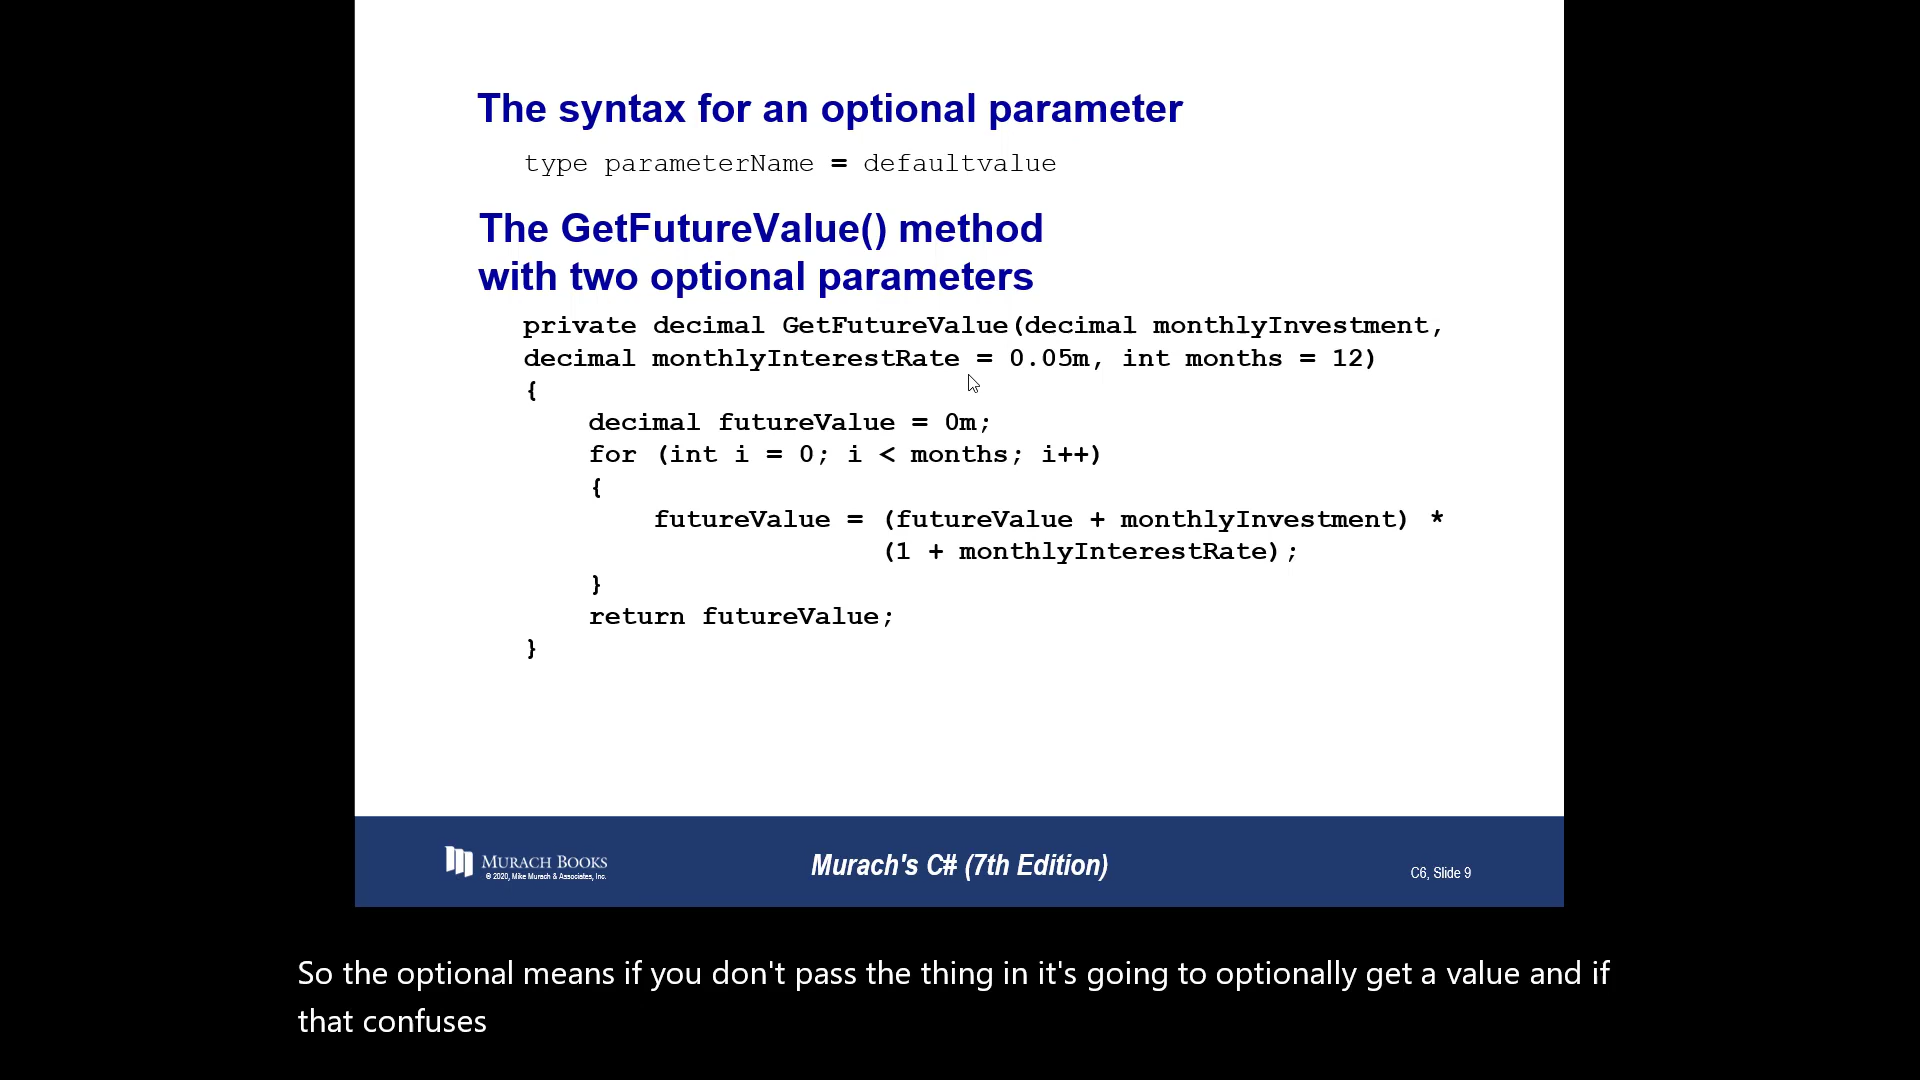 The syntax for an optional parameter
type parameterName = defaultvalue
The GetFutureValue() method
with two optional parameters
private decimal GetFutureValue(decimal monthlyInvestment,
decimal monthlyInterestRate = 0.05m, int months = 12)
{
    decimal futureValue = 0m;
    for (int i = 0; i < months; i++)
    {
        futureValue = (futureValue + monthlyInvestment) *
                      (1 + monthlyInterestRate);
    }
    return futureValue;
}
MURACH BOOKS
© 2020, Mike Murach & Associates, Inc.
Murach's C# (7th Edition)
C6, Slide 9
So the optional means if you don't pass the thing in it's going to optionally get a value and if
that confuses